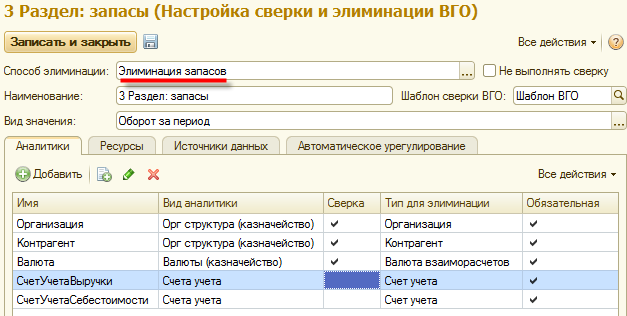 3 Раздел: запасы (Настройка сверки и элиминации ВГО)
Записать и закрыть Все действия ?
Способ элиминации: Элиминация запасов ... Не выполнять сверку
Наименование: 3 Раздел: запасы Шаблон сверки ВГО: Шаблон ВГО
Вид значения: Оборот за период ...
Аналитики Ресурсы Источники данных Автоматическое урегулирование
Добавить Все действия
Имя Вид аналитики Сверка Тип для элиминации Обязательная
Организация Орг структура (казначейство) Организация
Контрагент Орг структура (казначейство) Контрагент
Валюта Валюты (казначейство) Валюта взаиморасчетов
СчетУчетаВыручки Счета учета Счет учета
СчетУчетаСебестоимости Счета учета Счет учета